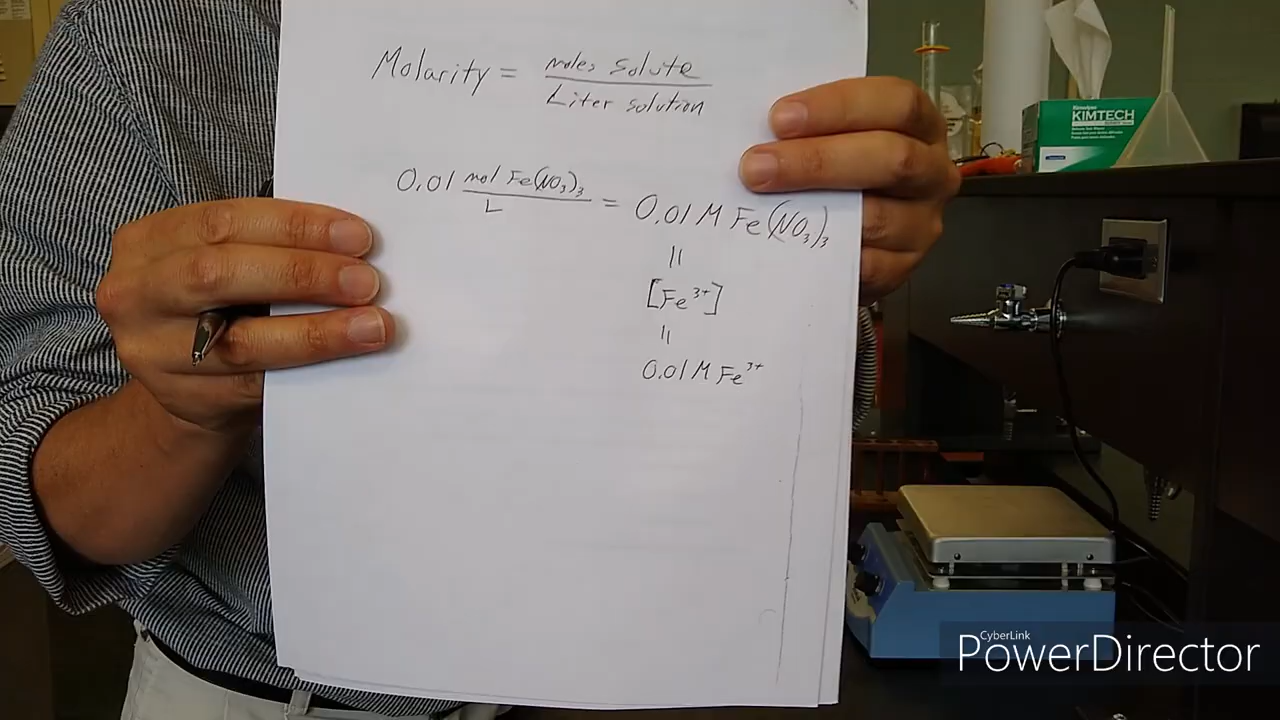 Molarity = moles solute / Liter solution
0.01 mol Fe(NO₃)₃ / L = 0.01 M Fe(NO₃)₃
=
[Fe³⁺]
=
0.01 M Fe³⁺
Kimwipes
KIMTECH
CyberLink
PowerDirector